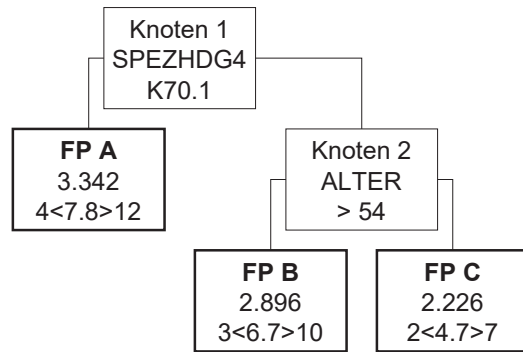 Knoten 1
SPEZHDG4
K70.1
FP A
3.342
4<7.8>12
Knoten 2
ALTER
> 54
FP B
2.896
3<6.7>10
FP C
2.226
2<4.7>7